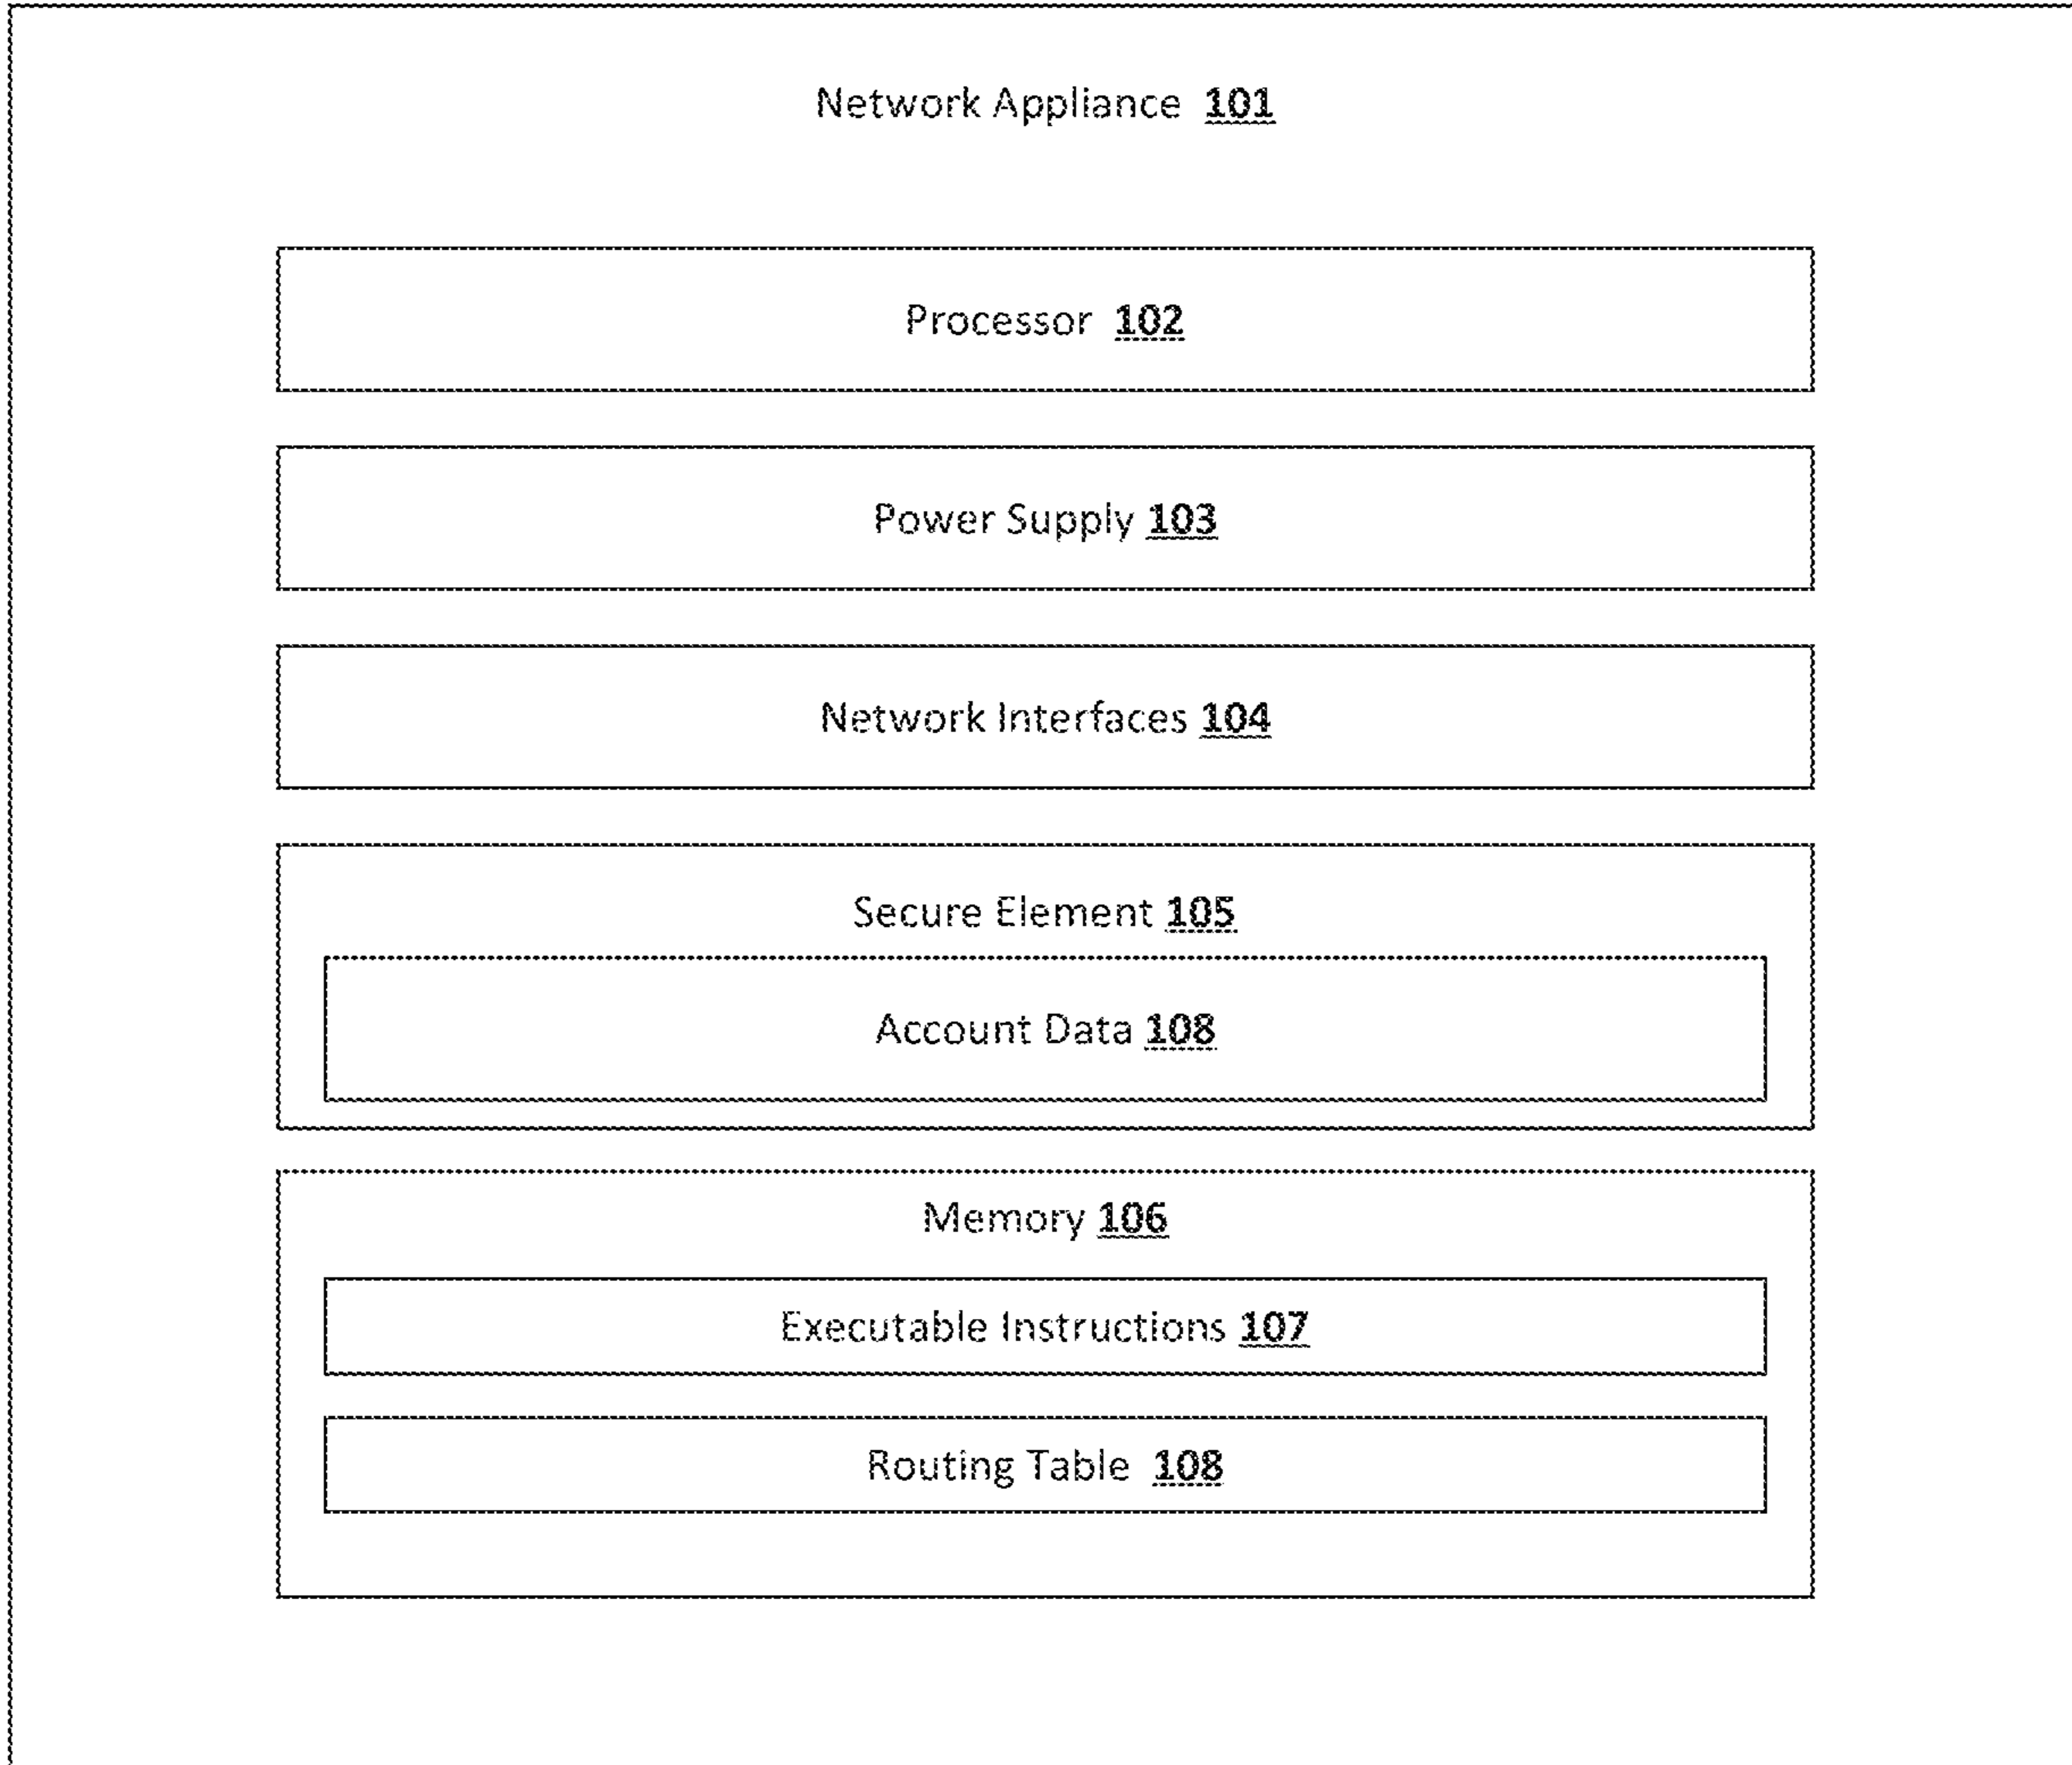 Network Appliance 101
Processor 102
Power Supply 103
Network Interfaces 104
Secure Element 105
Account Data 108
Memory 106
Executable Instructions 107
Routing Table 108